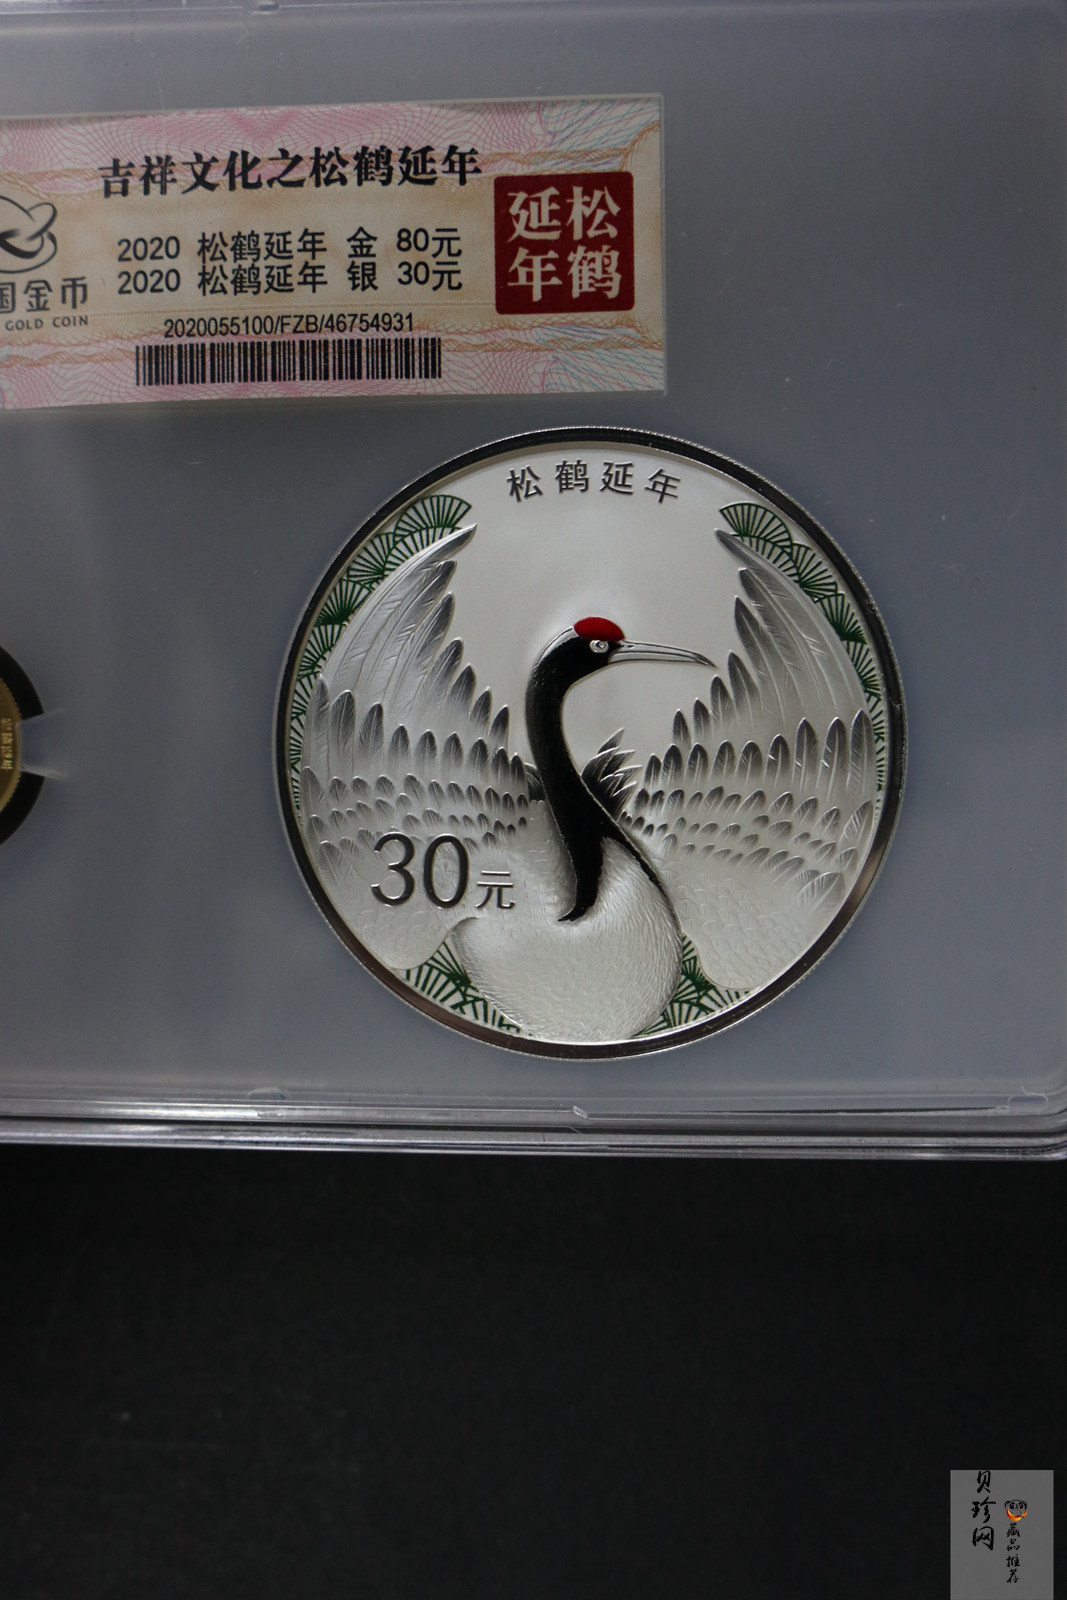 吉祥文化之松鹤延年
2020 松鹤延年 金 80元
2020 松鹤延年 银 30元
国金币
GOLD COIN
2020055100/FZB/46754931
松鹤
延年
松鹤延年
30元
贝珍网
藏品推荐